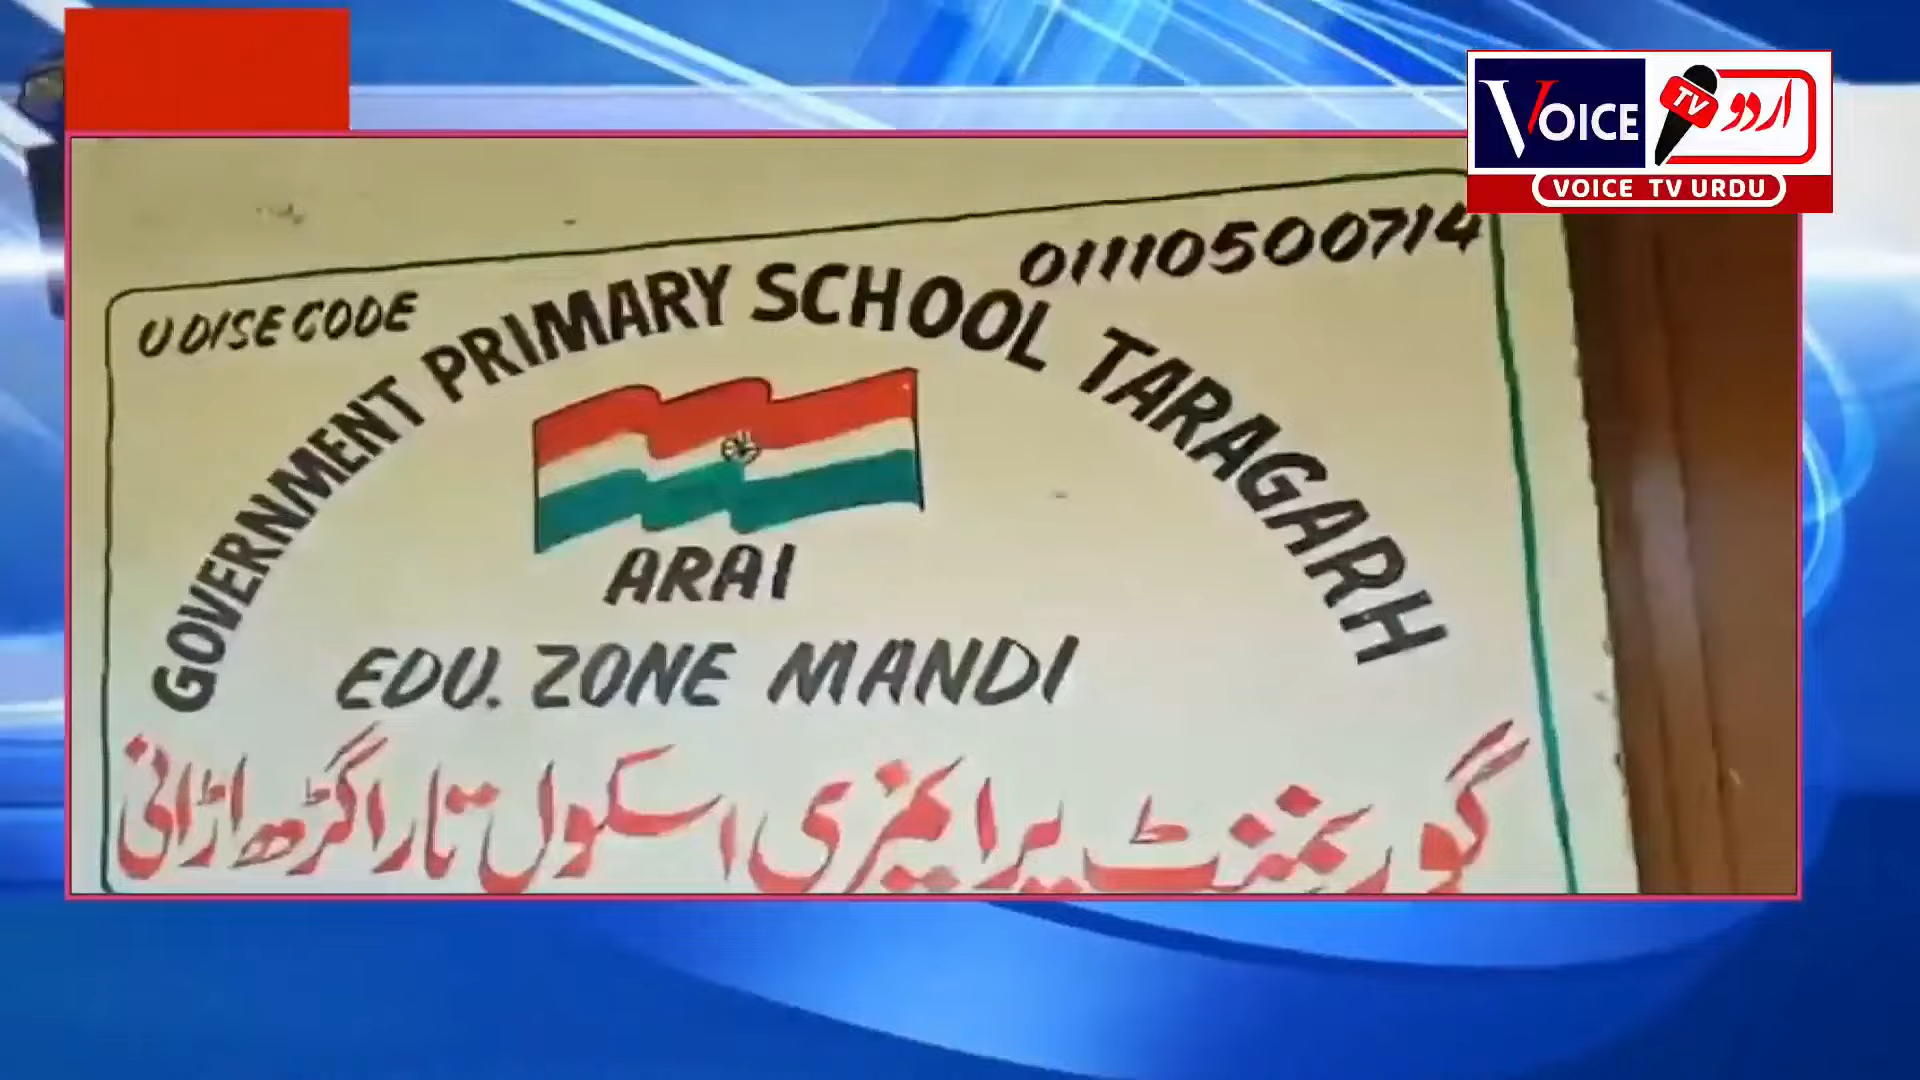 VOICE TV اردو
VOICE TV URDU
UDISE CODE 01110500714
GOVERNMENT PRIMARY SCHOOL TARAGARH
ARAI
EDU. ZONE MANDI
گورنمنٹ پرایمری اسکول تاراگڑھ اڑائی